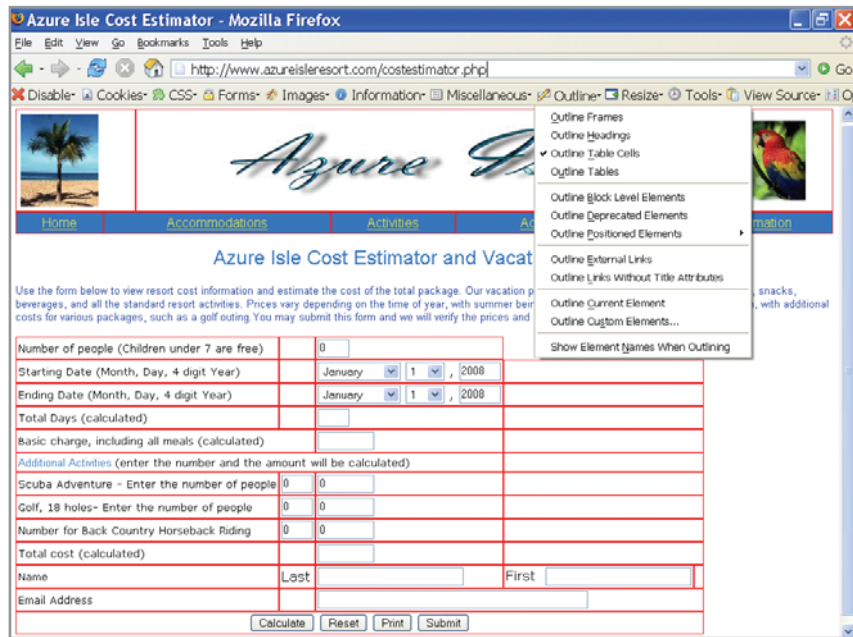 Azure Isle Cost Estimator - Mozilla Firefox
File Edit View Go Bookmarks Tools Help
http://www.azureisleresort.com/costestimator.php Go
Disable- Cookies- CSS- Forms- Images- Information- Miscellaneous- Outline- Resize- Tools- View Source- O
Outline Frames
Outline Headings
Outline Table Cells
Outline Tables
Outline Block Level Elements
Outline Deprecated Elements
Outline Positioned Elements
Outline External Links
Outline Links Without Title Attributes
Outline Current Element
Outline Custom Elements...
Show Element Names When Outlining
Azure Is
Home Accommodations Activities Ac mation
Azure Isle Cost Estimator and Vacat
Use the form below to view resort cost information and estimate the cost of the total package. Our vacation p , snacks,
beverages, and all the standard resort activities. Prices vary depending on the time of year, with summer bein ), with additional
costs for various packages, such as a golf outing. You may submit this form and we will verify the prices and
Number of people (Children under 7 are free) 0
Starting Date (Month, Day, 4 digit Year) January 1 , 2008
Ending Date (Month, Day, 4 digit Year) January 1 , 2008
Total Days (calculated)
Basic charge, including all meals (calculated)
Additional Activities (enter the number and the amount will be calculated)
Scuba Adventure - Enter the number of people 0 0
Golf, 18 holes- Enter the number of people 0 0
Number for Back Country Horseback Riding 0 0
Total cost (calculated)
Name Last First
Email Address
Calculate Reset Print Submit